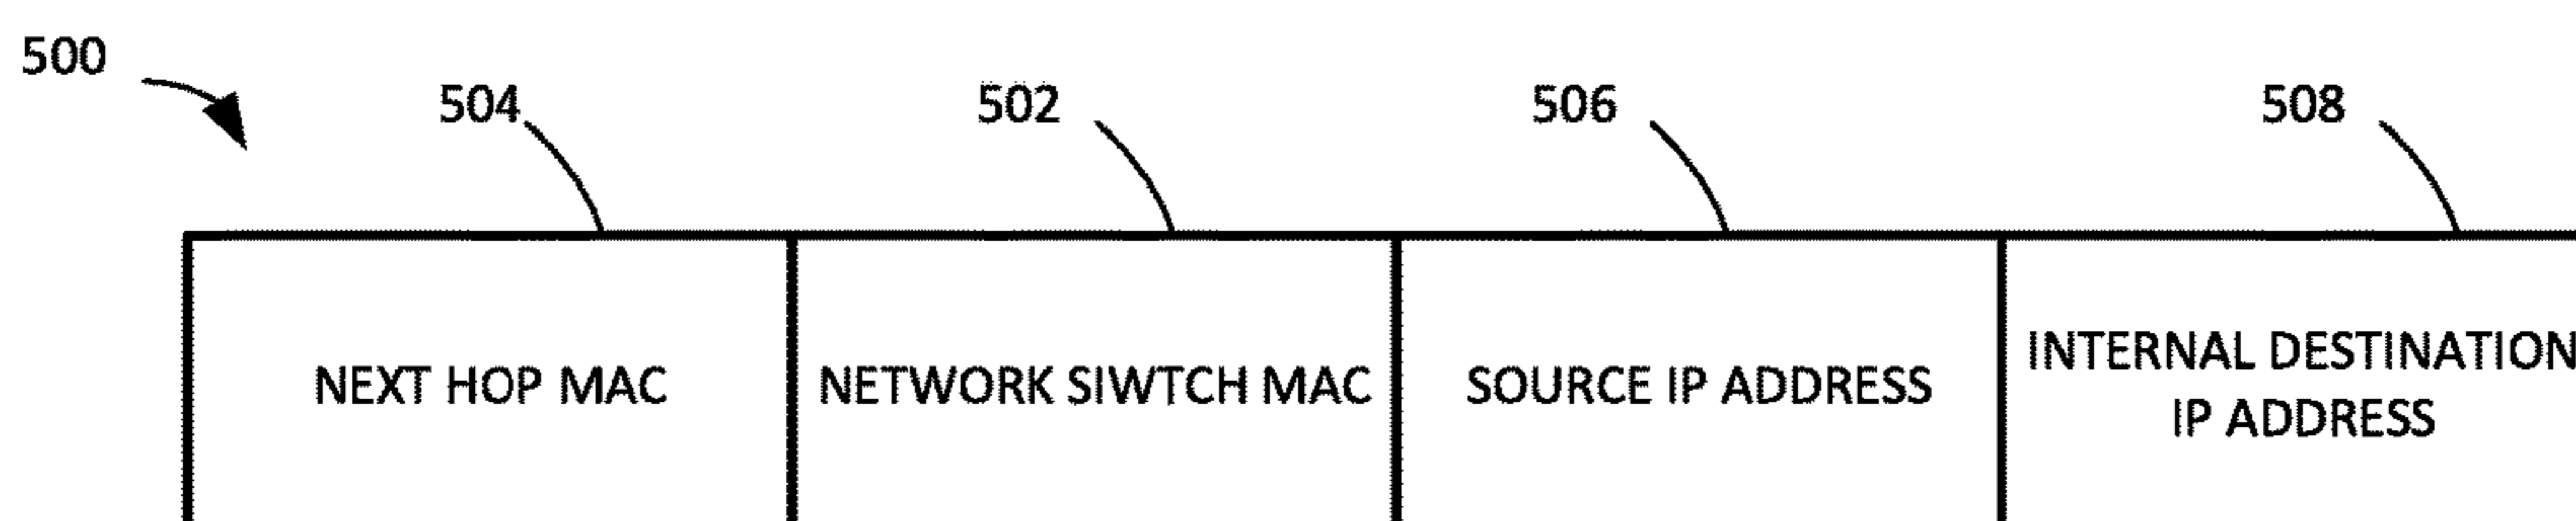 500
504
502
506
508
NEXT HOP MAC
NETWORK SIWTCH MAC
SOURCE IP ADDRESS
INTERNAL DESTINATION
IP ADDRESS